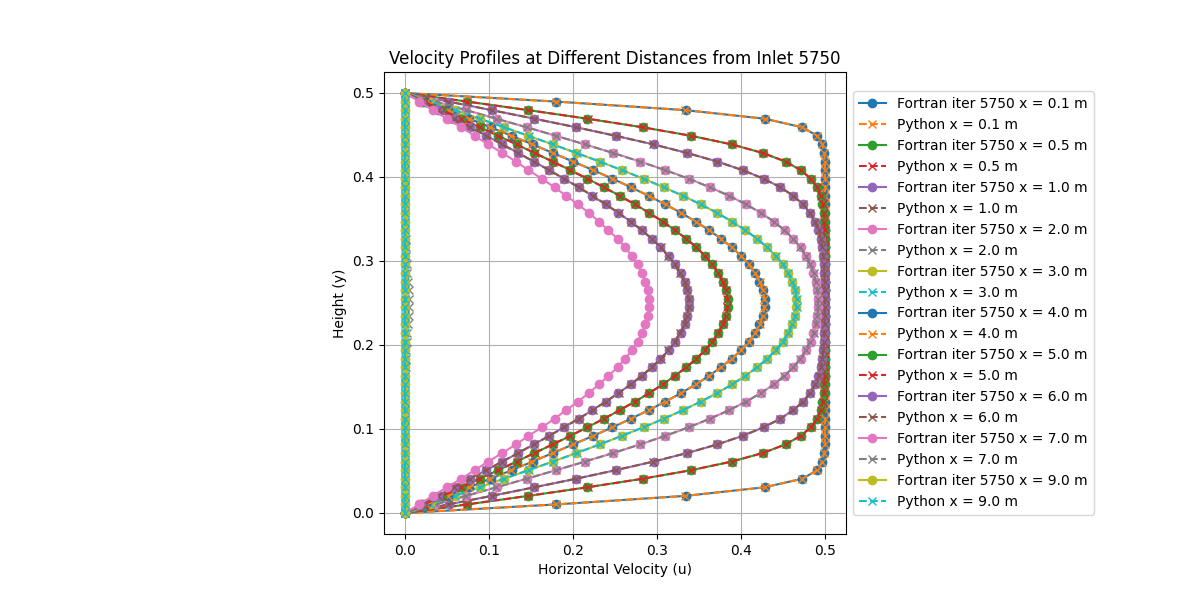 Velocity Profiles at Different Distances from Inlet 5750
0.5
0.4
0.3
0.2
0.1
0.0
Height (y)
0.0 0.1 0.2 0.3 0.4 0.5
Horizontal Velocity (u)
Fortran iter 5750 x = 0.1 m
Python x = 0.1 m
Fortran iter 5750 x = 0.5 m
Python x = 0.5 m
Fortran iter 5750 x = 1.0 m
Python x = 1.0 m
Fortran iter 5750 x = 2.0 m
Python x = 2.0 m
Fortran iter 5750 x = 3.0 m
Python x = 3.0 m
Fortran iter 5750 x = 4.0 m
Python x = 4.0 m
Fortran iter 5750 x = 5.0 m
Python x = 5.0 m
Fortran iter 5750 x = 6.0 m
Python x = 6.0 m
Fortran iter 5750 x = 7.0 m
Python x = 7.0 m
Fortran iter 5750 x = 9.0 m
Python x = 9.0 m